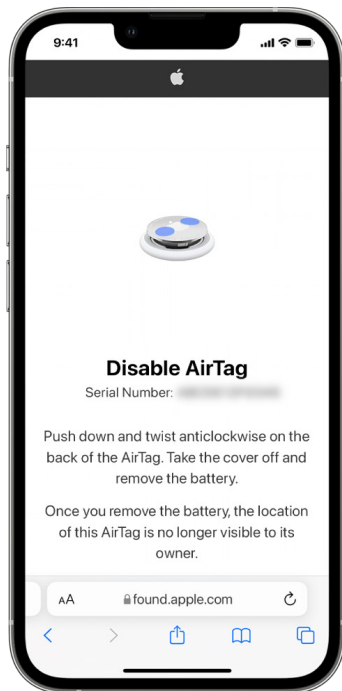 9:41
Disable AirTag
Serial Number:
Push down and twist anticlockwise on the
back of the AirTag. Take the cover off and
remove the battery.
Once you remove the battery, the location
of this AirTag is no longer visible to its
owner.
AA found.apple.com